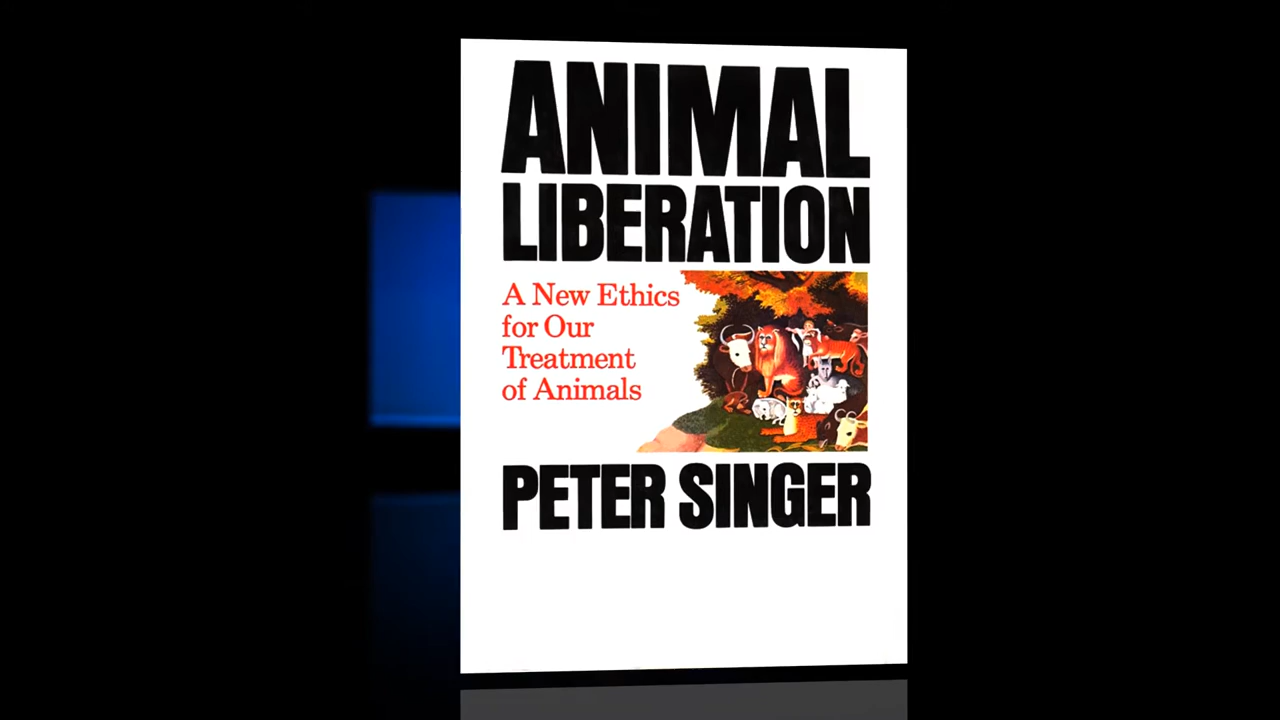 ANIMAL
LIBERATION
A New Ethics
for Our
Treatment
of Animals
PETER SINGER